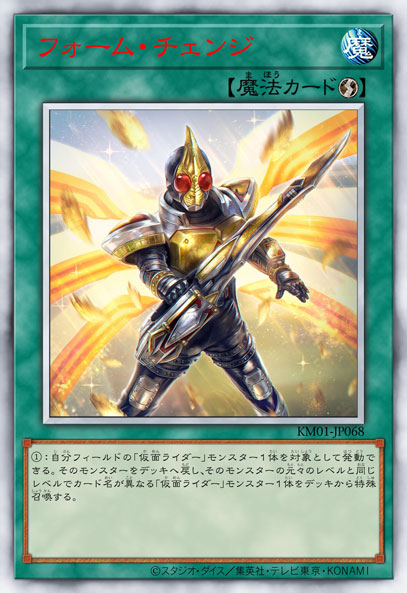 フォーム・チェンジ
魔
【魔法カード】
KM01-JP068
①:自分フィールドの「仮面ライダー」モンスター1体を対象として発動で
きる。そのモンスターをデッキへ戻し、そのモンスターの元々のレベルと同じ
レベルでカード名が異なる「仮面ライダー」モンスター1体をデッキから特殊
召喚する。
©スタジオ・ダイス/集英社・テレビ東京・KONAMI